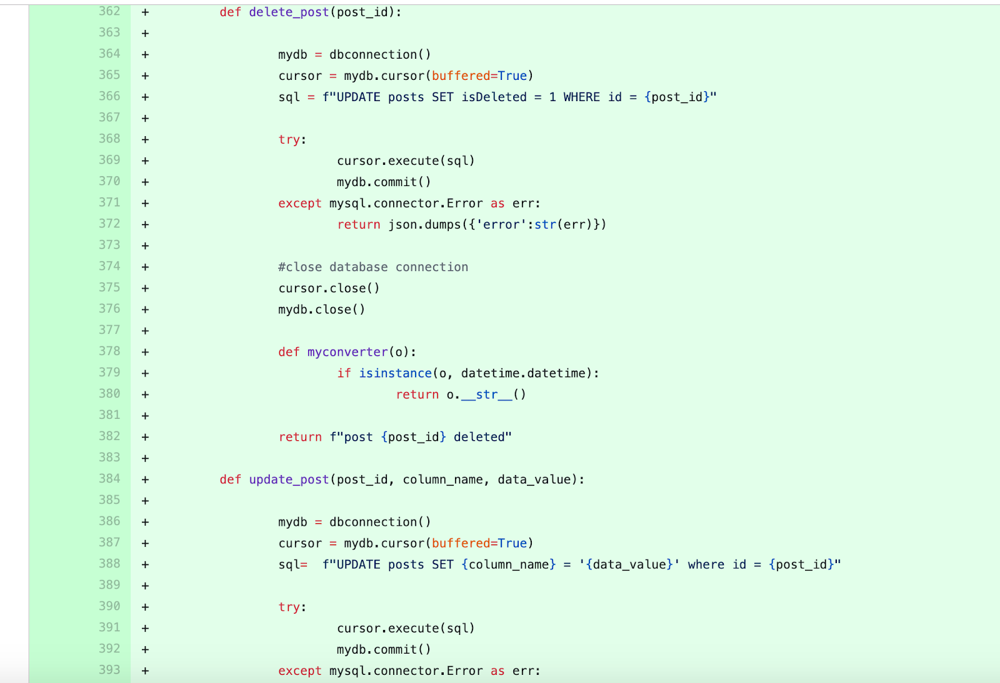 362 + def delete_post(post_id):
363 +
364 + mydb = dbconnection()
365 + cursor = mydb.cursor(buffered=True)
366 + sql = f"UPDATE posts SET isDeleted = 1 WHERE id = {post_id}"
367 +
368 + try:
369 + cursor.execute(sql)
370 + mydb.commit()
371 + except mysql.connector.Error as err:
372 + return json.dumps({'error':str(err)})
373 +
374 + #close database connection
375 + cursor.close()
376 + mydb.close()
377 +
378 + def myconverter(o):
379 + if isinstance(o, datetime.datetime):
380 + return o.__str__()
381 +
382 + return f"post {post_id} deleted"
383 +
384 + def update_post(post_id, column_name, data_value):
385 +
386 + mydb = dbconnection()
387 + cursor = mydb.cursor(buffered=True)
388 + sql=  f"UPDATE posts SET {column_name} = '{data_value}' where id = {post_id}"
389 +
390 + try:
391 + cursor.execute(sql)
392 + mydb.commit()
393 + except mysql.connector.Error as err: